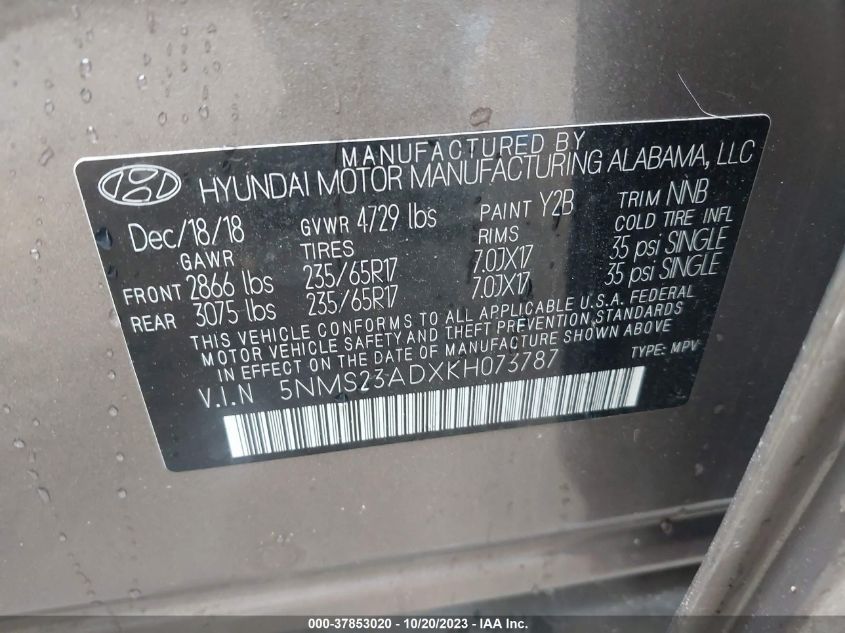 MANUFACTURED BY
HYUNDAI MOTOR MANUFACTURING ALABAMA, LLC
Dec/18/18 GVWR 4729 lbs PAINT Y2B TRIM NNB
GAWR TIRES RIMS COLD TIRE INFL
FRONT 2866 lbs 235/65R17 7.0JX17 35 psi SINGLE
REAR 3075 lbs 235/65R17 7.0JX17 35 psi SINGLE
THIS VEHICLE CONFORMS TO ALL APPLICABLE U.S.A. FEDERAL
MOTOR VEHICLE SAFETY AND THEFT PREVENTION STANDARDS
IN EFFECT ON THE DATE OF MANUFACTURE SHOWN ABOVE
V.I.N 5NMS23ADXKH073787 TYPE: MPV
000-37853020 - 10/20/2023 - IAA Inc.